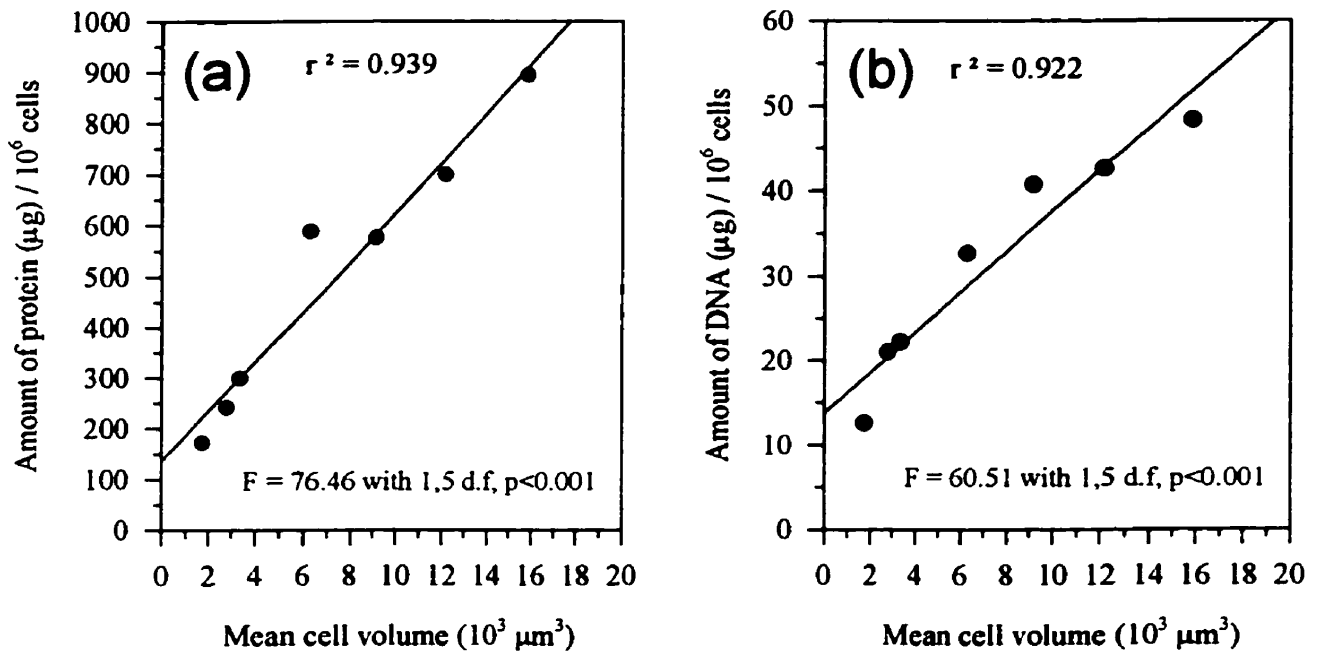 (a)
r ² = 0.939
Amount of protein (μg) / 10⁶ cells
1000
900
800
700
600
500
400
300
200
100
0
F = 76.46 with 1,5 d.f, p<0.001
0 2 4 6 8 10 12 14 16 18 20
Mean cell volume (10³ μm³)
(b)
r ² = 0.922
Amount of DNA (μg) / 10⁶ cells
60
50
40
30
20
10
0
F = 60.51 with 1,5 d.f, p<0.001
0 2 4 6 8 10 12 14 16 18 20
Mean cell volume (10³ μm³)